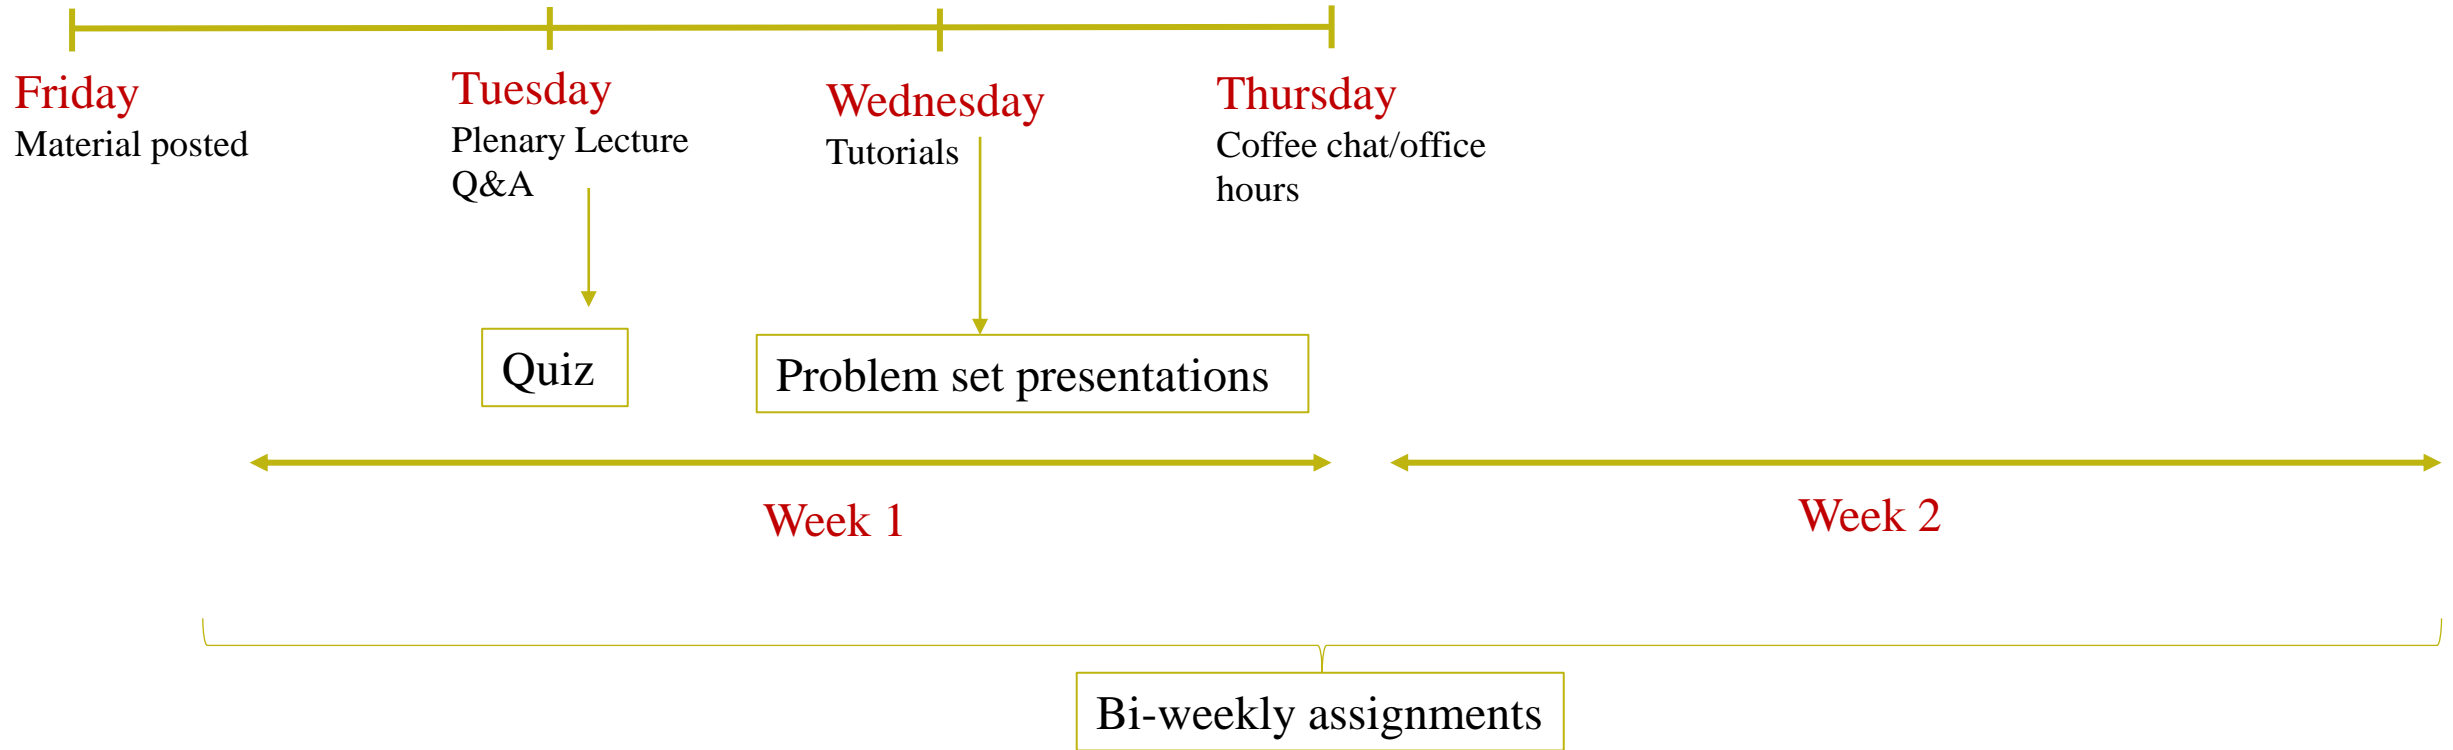 Friday
Material posted
Tuesday
Plenary Lecture
Q&A
Wednesday
Tutorials
Thursday
Coffee chat/office
hours
Quiz
Problem set presentations
Week 1
Week 2
Bi-weekly assignments